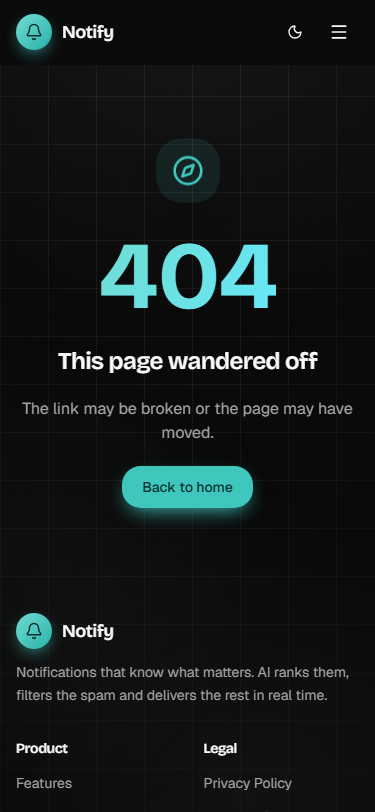 Notify
404
This page wandered off
The link may be broken or the page may have
moved.
Back to home
Notify
Notifications that know what matters. AI ranks them,
filters the spam and delivers the rest in real time.
Product
Legal
Features
Privacy Policy